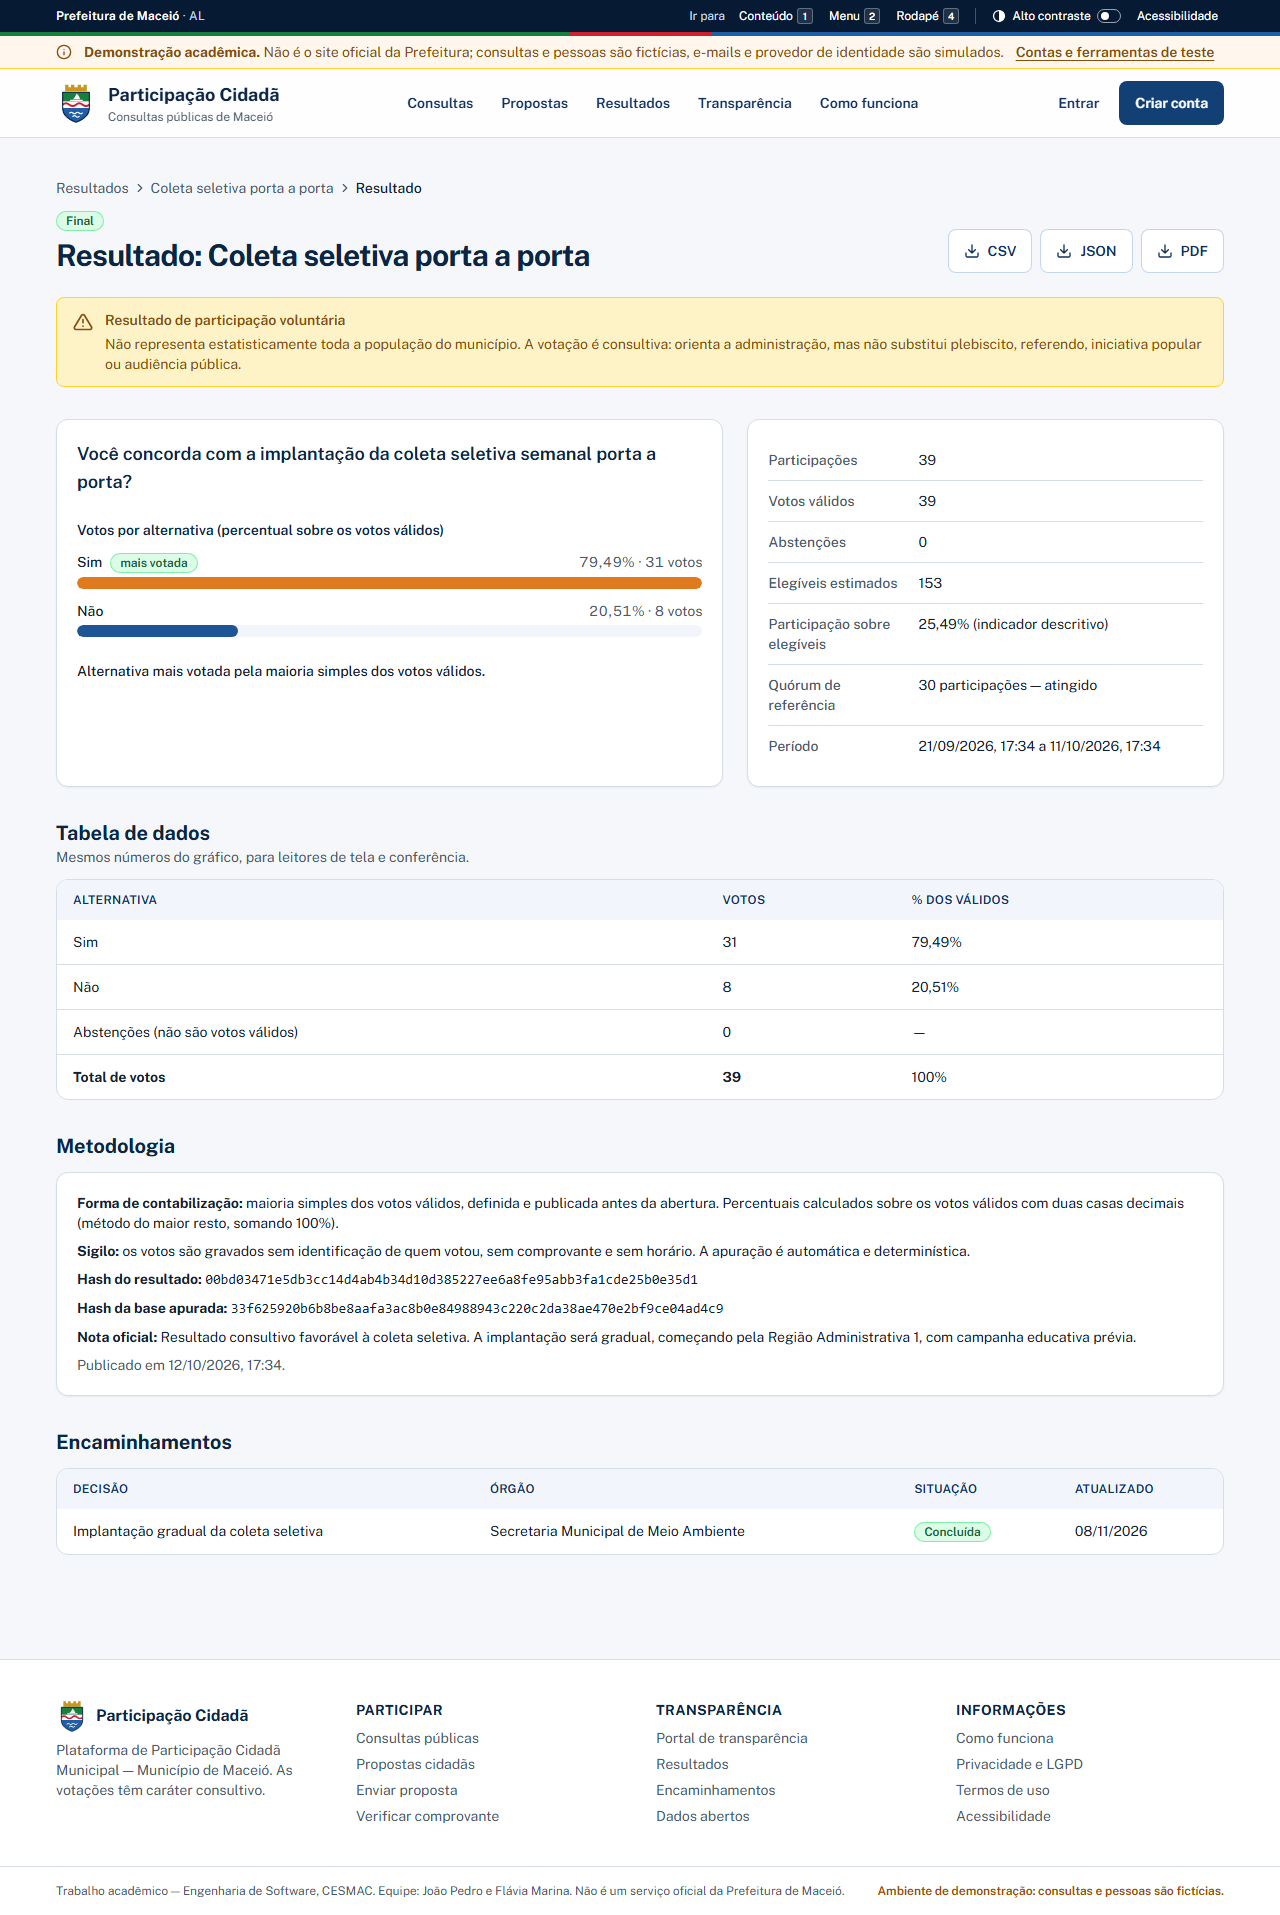 Prefeitura de Maceió · AL
Ir para Conteúdo 1 Menu 2 Rodapé 4 Alto contraste Acessibilidade
Demonstração acadêmica. Não é o site oficial da Prefeitura; consultas e pessoas são fictícias, e-mails e provedor de identidade são simulados. Contas e ferramentas de teste
Participação Cidadã
Consultas públicas de Maceió
Consultas Propostas Resultados Transparência Como funciona
Entrar Criar conta
Resultados > Coleta seletiva porta a porta > Resultado
Final
Resultado: Coleta seletiva porta a porta
CSV JSON PDF
Resultado de participação voluntária
Não representa estatisticamente toda a população do município. A votação é consultiva: orienta a administração, mas não substitui plebiscito, referendo, iniciativa popular
ou audiência pública.
Você concorda com a implantação da coleta seletiva semanal porta a
porta?
Votos por alternativa (percentual sobre os votos válidos)
Sim mais votada 79,49% · 31 votos
Não 20,51% · 8 votos
Alternativa mais votada pela maioria simples dos votos válidos.
Participações 39
Votos válidos 39
Abstenções 0
Elegíveis estimados 153
Participação sobre 25,49% (indicador descritivo)
elegíveis
Quórum de 30 participações — atingido
referência
Período 21/09/2026, 17:34 a 11/10/2026, 17:34
Tabela de dados
Mesmos números do gráfico, para leitores de tela e conferência.
ALTERNATIVA VOTOS % DOS VÁLIDOS
Sim 31 79,49%
Não 8 20,51%
Abstenções (não são votos válidos) 0 —
Total de votos 39 100%
Metodologia
Forma de contabilização: maioria simples dos votos válidos, definida e publicada antes da abertura. Percentuais calculados sobre os votos válidos com duas casas decimais
(método do maior resto, somando 100%).
Sigilo: os votos são gravados sem identificação de quem votou, sem comprovante e sem horário. A apuração é automática e determinística.
Hash do resultado: 00bd03471e5db3cc14d4ab4b34d10d385227ee6a8fe95abb3fa1cde25b0e35d1
Hash da base apurada: 33f625920b6b8be8aafa3ac8b0e84988943c220c2da38ae470e2bf9ce04ad4c9
Nota oficial: Resultado consultivo favorável à coleta seletiva. A implantação será gradual, começando pela Região Administrativa 1, com campanha educativa prévia.
Publicado em 12/10/2026, 17:34.
Encaminhamentos
DECISÃO ÓRGÃO SITUAÇÃO ATUALIZADO
Implantação gradual da coleta seletiva Secretaria Municipal de Meio Ambiente Concluída 08/11/2026
Participação Cidadã
Plataforma de Participação Cidadã
Municipal — Município de Maceió. As
votações têm caráter consultivo.
PARTICIPAR
Consultas públicas
Propostas cidadãs
Enviar proposta
Verificar comprovante
TRANSPARÊNCIA
Portal de transparência
Resultados
Encaminhamentos
Dados abertos
INFORMAÇÕES
Como funciona
Privacidade e LGPD
Termos de uso
Acessibilidade
Trabalho acadêmico — Engenharia de Software, CESMAC. Equipe: João Pedro e Flávia Marina. Não é um serviço oficial da Prefeitura de Maceió. Ambiente de demonstração: consultas e pessoas são fictícias.